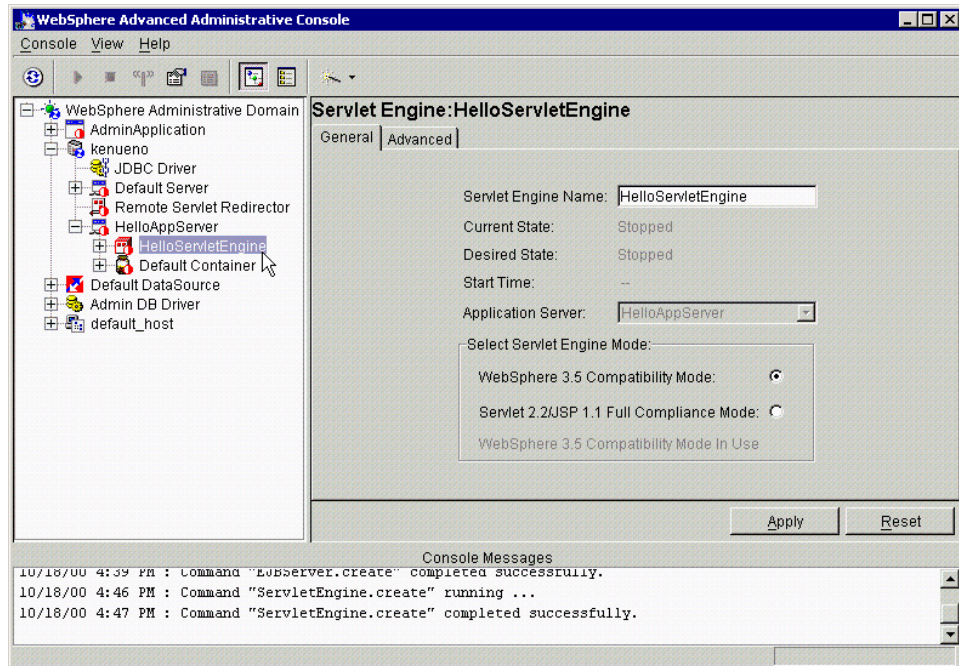 WebSphere Advanced Administrative Console
Console View Help
WebSphere Administrative Domain
AdminApplication
kenueno
JDBC Driver
Default Server
Remote Servlet Redirector
HelloAppServer
HelloServletEngine
Default Container
Default DataSource
Admin DB Driver
default_host
Servlet Engine:HelloServletEngine
General Advanced
Servlet Engine Name: HelloServletEngine
Current State: Stopped
Desired State: Stopped
Start Time: --
Application Server: HelloAppServer
Select Servlet Engine Mode:
WebSphere 3.5 Compatibility Mode:
Servlet 2.2/JSP 1.1 Full Compliance Mode:
WebSphere 3.5 Compatibility Mode In Use
Apply Reset
Console Messages
10/18/00 4:39 PM : Command "EJBServer.create" completed successfully.
10/18/00 4:46 PM : Command "ServletEngine.create" running ...
10/18/00 4:47 PM : Command "ServletEngine.create" completed successfully.